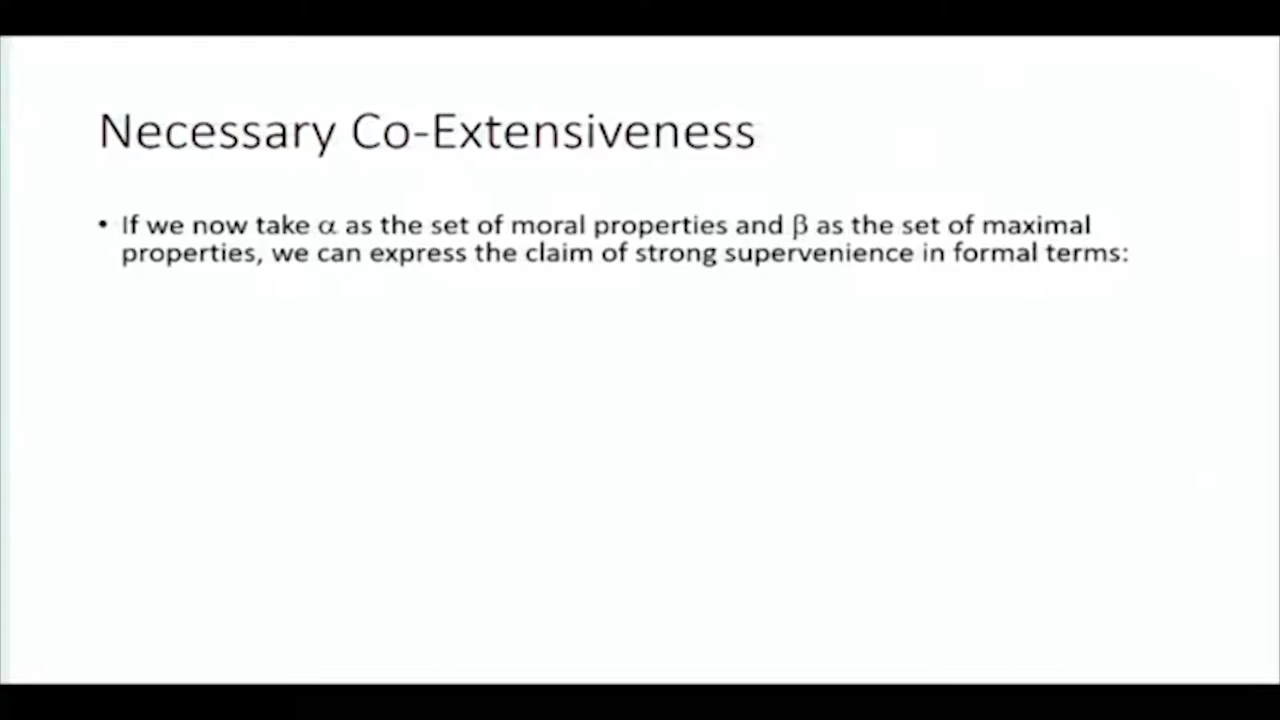 Necessary Co-Extensiveness
• If we now take α as the set of moral properties and β as the set of maximal
properties, we can express the claim of strong supervenience in formal terms: